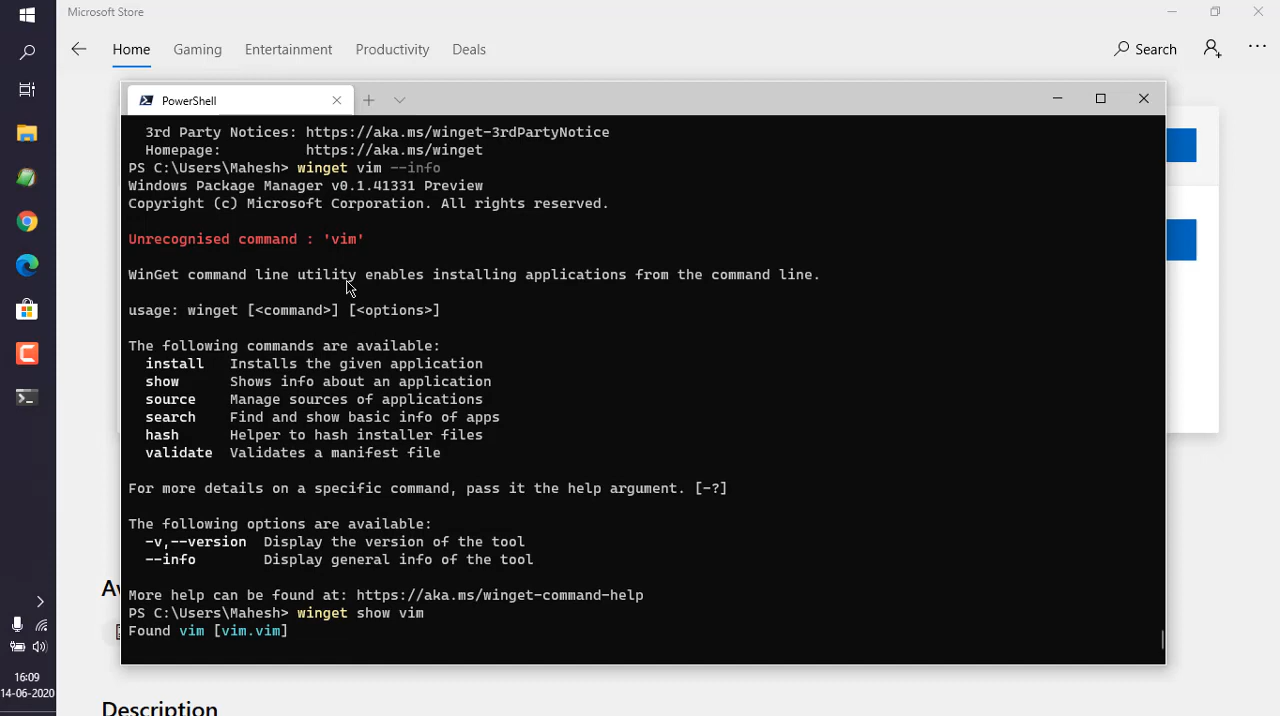 Microsoft Store
Home Gaming Entertainment Productivity Deals Search
PowerShell
3rd Party Notices: https://aka.ms/winget-3rdPartyNotice
Homepage: https://aka.ms/winget
PS C:\Users\Mahesh> winget vim --info
Windows Package Manager v0.1.41331 Preview
Copyright (c) Microsoft Corporation. All rights reserved.
Unrecognised command : 'vim'
WinGet command line utility enables installing applications from the command line.
usage: winget [<command>] [<options>]
The following commands are available:
install Installs the given application
show Shows info about an application
source Manage sources of applications
search Find and show basic info of apps
hash Helper to hash installer files
validate Validates a manifest file
For more details on a specific command, pass it the help argument. [-?]
The following options are available:
-v,--version Display the version of the tool
--info Display general info of the tool
More help can be found at: https://aka.ms/winget-command-help
PS C:\Users\Mahesh> winget show vim
Found vim [vim.vim]
16:09
14-06-2020
Description